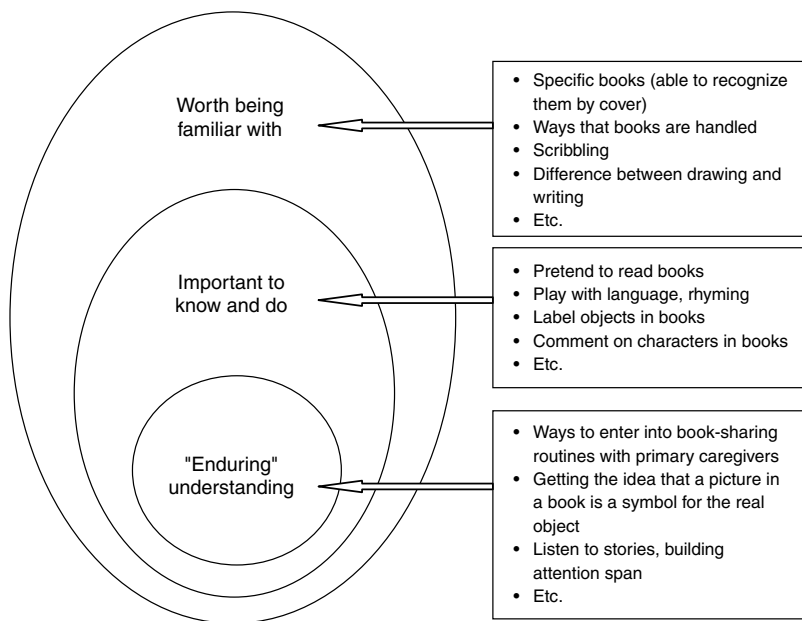 Worth being
familiar with
• Specific books (able to recognize
them by cover)
• Ways that books are handled
• Scribbling
• Difference between drawing and
writing
• Etc.
Important to
know and do
• Pretend to read books
• Play with language, rhyming
• Label objects in books
• Comment on characters in books
• Etc.
"Enduring"
understanding
• Ways to enter into book-sharing
routines with primary caregivers
• Getting the idea that a picture in
a book is a symbol for the real
object
• Listen to stories, building
attention span
• Etc.